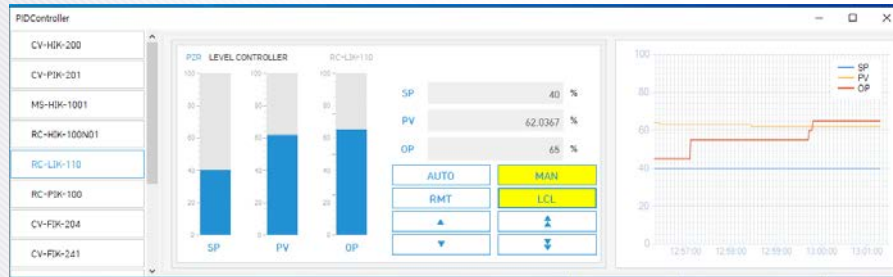 PIDController
CV-HIK-200
CV-PIK-201
MS-HIK-1001
RC-HIK-100N01
RC-LIK-110
RC-PIK-100
CV-FIK-204
CV-FIK-241
PZR LEVEL CONTROLLER RC-LIK-110
100 100 100
80 80 80
60 60 60
40 40 40
20 20 20
0 0 0
SP PV OP
SP 40 %
PV 62.0367 %
OP 65 %
AUTO MAN
RMT LCL
100
80
60
40
20
0
SP
PV
OP
12:57:00 12:58:00 12:59:00 13:00:00 13:01:00